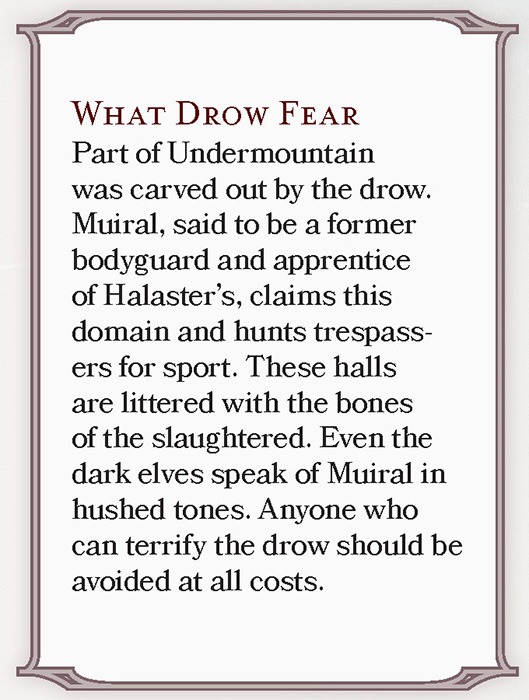 What Drow Fear
Part of Undermountain
was carved out by the drow.
Muiral, said to be a former
bodyguard and apprentice
of Halaster’s, claims this
domain and hunts trespass-
ers for sport. These halls
are littered with the bones
of the slaughtered. Even the
dark elves speak of Muiral in
hushed tones. Anyone who
can terrify the drow should be
avoided at all costs.